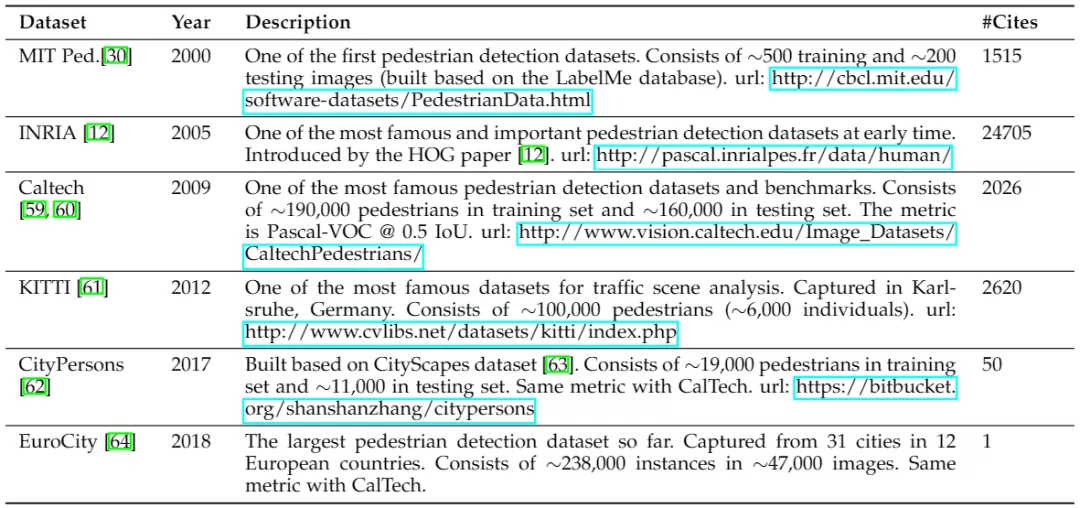 Dataset Year Description #Cites
MIT Ped.[30] 2000 One of the first pedestrian detection datasets. Consists of ∼500 training and ∼200 1515
testing images (built based on the LabelMe database). url: http://cbcl.mit.edu/
software-datasets/PedestrianData.html
INRIA [12] 2005 One of the most famous and important pedestrian detection datasets at early time. 24705
Introduced by the HOG paper [12]. url: http://pascal.inrialpes.fr/data/human/
Caltech 2009 One of the most famous pedestrian detection datasets and benchmarks. Consists 2026
[59, 60] of ∼190,000 pedestrians in training set and ∼160,000 in testing set. The metric
is Pascal-VOC @ 0.5 IoU. url: http://www.vision.caltech.edu/Image_Datasets/
CaltechPedestrians/
KITTI [61] 2012 One of the most famous datasets for traffic scene analysis. Captured in Karl- 2620
sruhe, Germany. Consists of ∼100,000 pedestrians (∼6,000 individuals). url:
http://www.cvlibs.net/datasets/kitti/index.php
CityPersons 2017 Built based on CityScapes dataset [63]. Consists of ∼19,000 pedestrians in training 50
[62] set and ∼11,000 in testing set. Same metric with CalTech. url: https://bitbucket.
org/shanshanzhang/citypersons
EuroCity [64] 2018 The largest pedestrian detection dataset so far. Captured from 31 cities in 12 1
European countries. Consists of ∼238,000 instances in ∼47,000 images. Same
metric with CalTech.